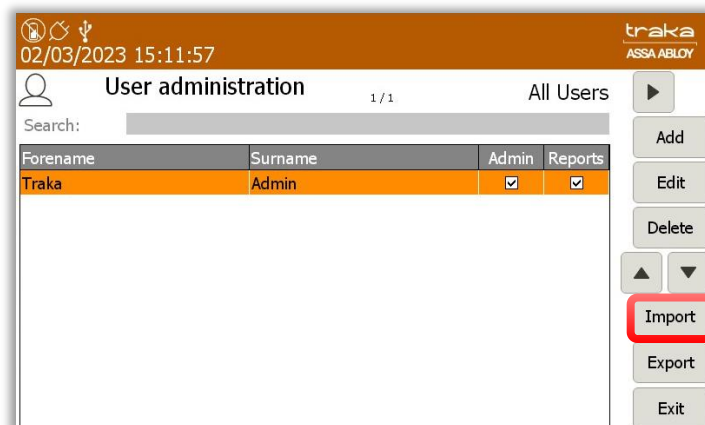 02/03/2023 15:11:57
traka
ASSA ABLOY
User administration
1/1
All Users
Search:
Forename Surname Admin Reports
Traka Admin
Add
Edit
Delete
Import
Export
Exit